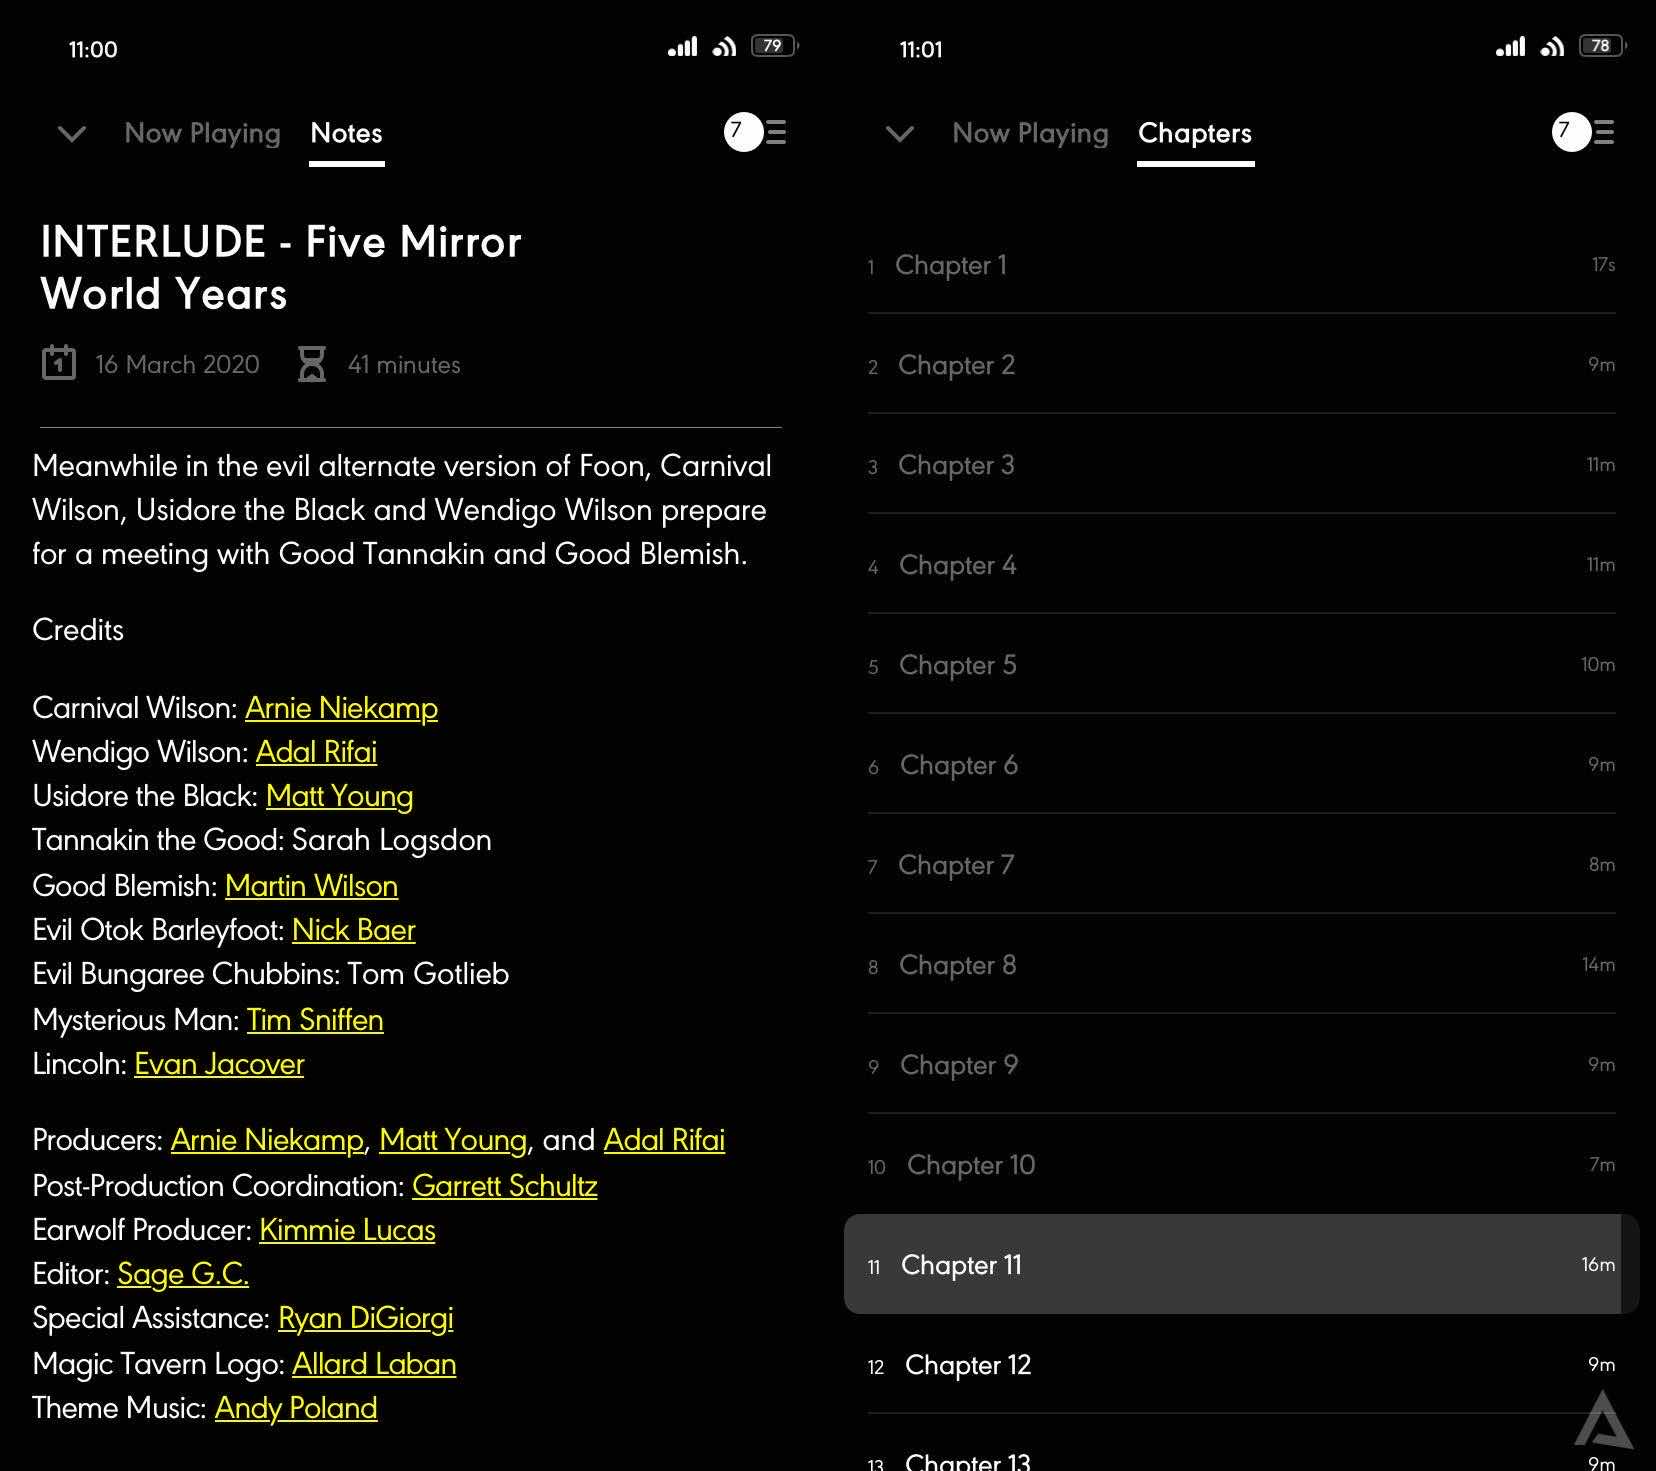 11:00
79
Now Playing Notes
7
INTERLUDE - Five Mirror
World Years
1 16 March 2020 41 minutes
Meanwhile in the evil alternate version of Foon, Carnival
Wilson, Usidore the Black and Wendigo Wilson prepare
for a meeting with Good Tannakin and Good Blemish.
Credits
Carnival Wilson: Arnie Niekamp
Wendigo Wilson: Adal Rifai
Usidore the Black: Matt Young
Tannakin the Good: Sarah Logsdon
Good Blemish: Martin Wilson
Evil Otok Barleyfoot: Nick Baer
Evil Bungaree Chubbins: Tom Gotlieb
Mysterious Man: Tim Sniffen
Lincoln: Evan Jacover
Producers: Arnie Niekamp, Matt Young, and Adal Rifai
Post-Production Coordination: Garrett Schultz
Earwolf Producer: Kimmie Lucas
Editor: Sage G.C.
Special Assistance: Ryan DiGiorgi
Magic Tavern Logo: Allard Laban
Theme Music: Andy Poland
11:01
78
Now Playing Chapters
7
1 Chapter 1 17s
2 Chapter 2 9m
3 Chapter 3 11m
4 Chapter 4 11m
5 Chapter 5 10m
6 Chapter 6 9m
7 Chapter 7 8m
8 Chapter 8 14m
9 Chapter 9 9m
10 Chapter 10 7m
11 Chapter 11 16m
12 Chapter 12 9m
13 Chapter 13 9m